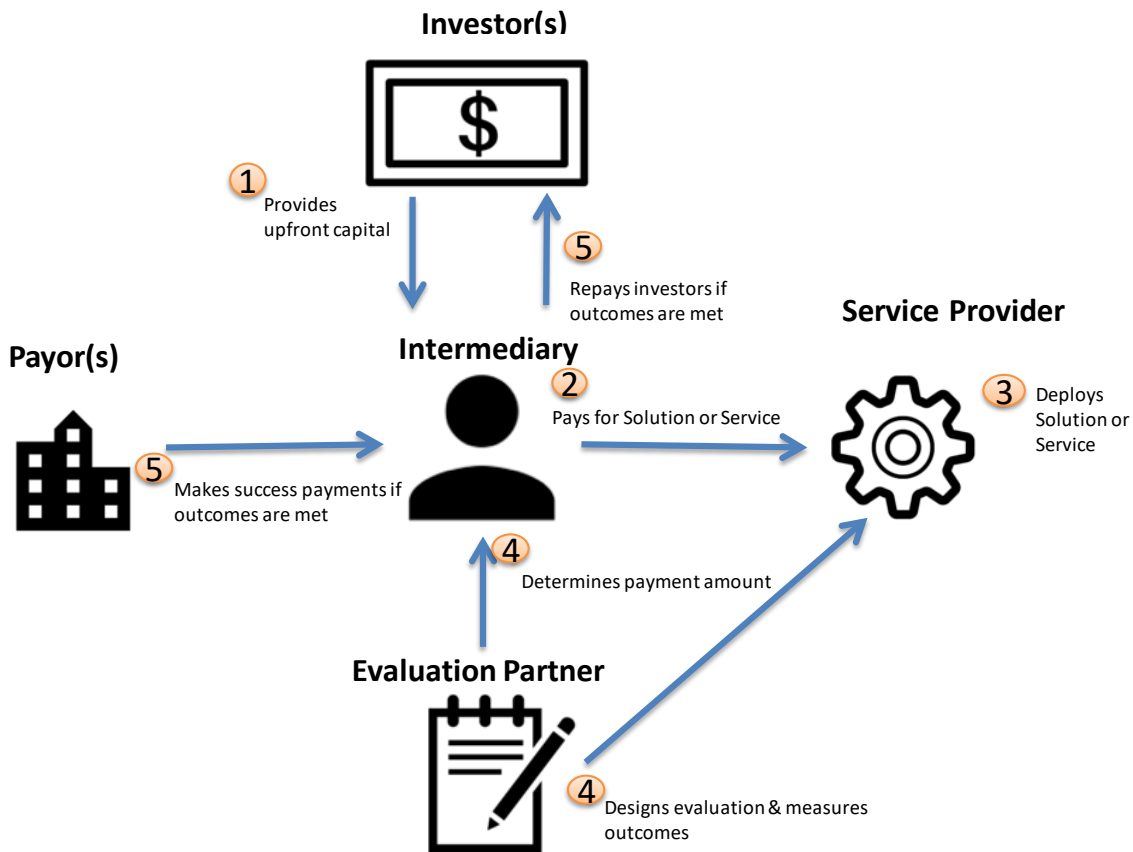 Investor(s)
$
1
Provides
upfront capital
5
Repays investors if
outcomes are met
Service Provider
3
Deploys
Solution or
Service
Payor(s)
Intermediary
2
Pays for Solution or Service
5
Makes success payments if
outcomes are met
4
Determines payment amount
Evaluation Partner
4
Designs evaluation & measures
outcomes